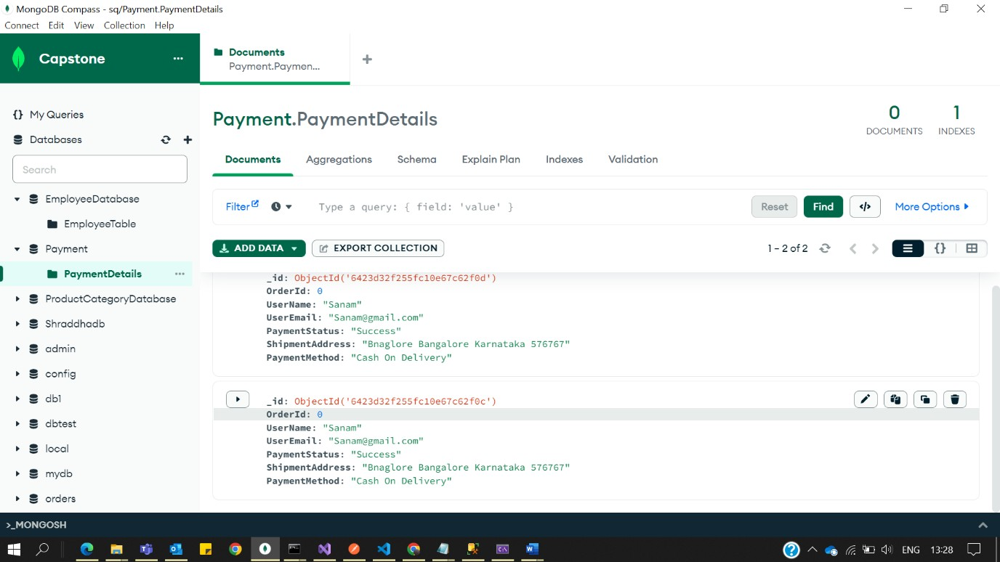 MongoDB Compass - sq/Payment.PaymentDetails
Connect Edit View Collection Help
Capstone
...
Documents
Payment.Paymen...
+
{} My Queries
Databases
Search
EmployeeDatabase
EmployeeTable
Payment
PaymentDetails
...
ProductCategoryDatabase
Shraddhadb
admin
config
db1
dbtest
local
mydb
orders
Payment.PaymentDetails
0
DOCUMENTS
1
INDEXES
Documents Aggregations Schema Explain Plan Indexes Validation
Filter Type a query: { field: 'value' } Reset Find </> More Options
ADD DATA EXPORT COLLECTION 1 – 2 of 2 {}
_id: ObjectId('6423d32f255fc10e67c62f0d')
OrderId: 0
UserName: "Sanam"
UserEmail: "Sanam@gmail.com"
PaymentStatus: "Success"
ShipmentAddress: "Bnaglore Bangalore Karnataka 576767"
PaymentMethod: "Cash On Delivery"
_id: ObjectId('6423d32f255fc10e67c62f0c')
OrderId: 0
UserName: "Sanam"
UserEmail: "Sanam@gmail.com"
PaymentStatus: "Success"
ShipmentAddress: "Bnaglore Bangalore Karnataka 576767"
PaymentMethod: "Cash On Delivery"
>_MONGOSH
ENG 13:28